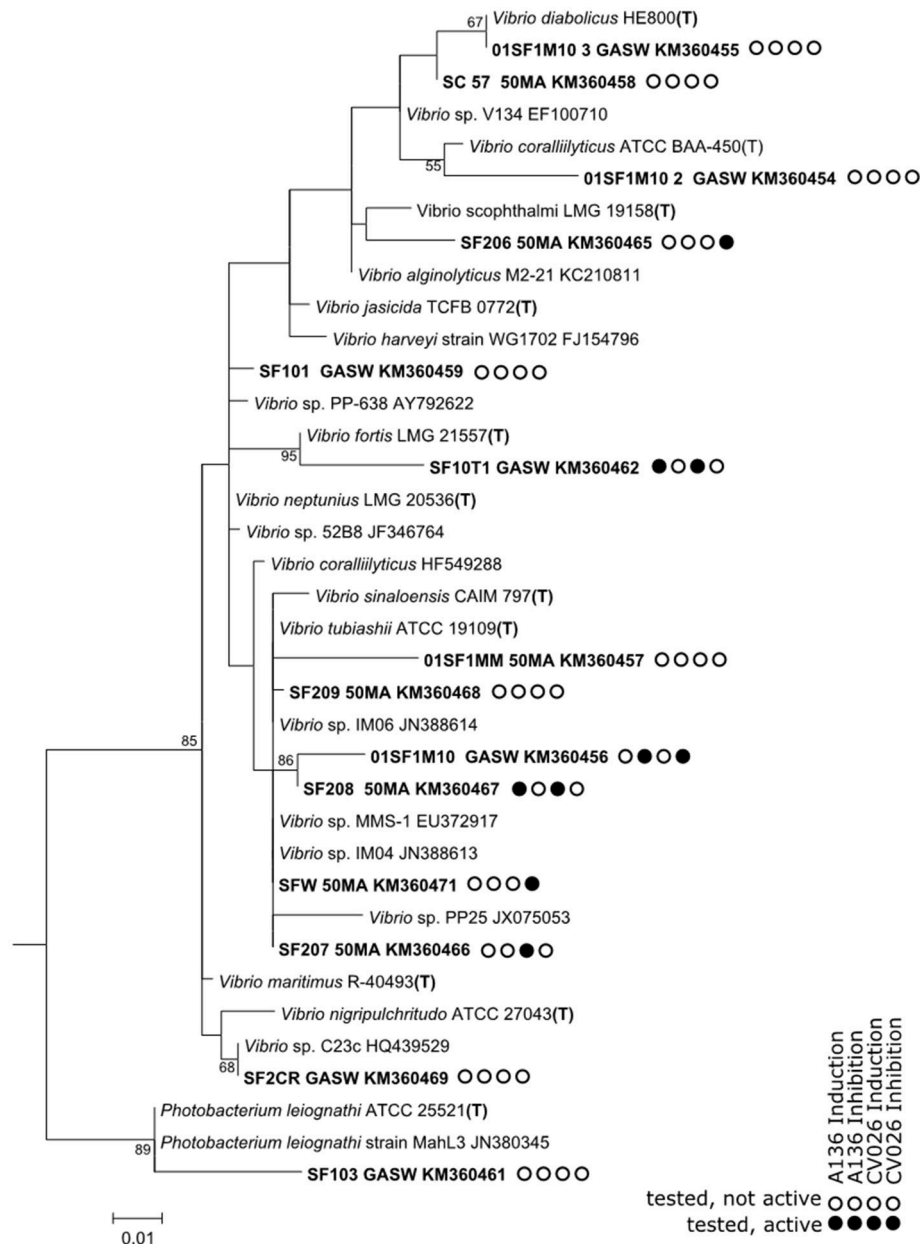 Vibrio diabolicus HE800(T)
67
01SF1M10 3 GASW KM360455
SC 57 50MA KM360458
Vibrio sp. V134 EF100710
Vibrio coralliilyticus ATCC BAA-450(T)
55
01SF1M10 2 GASW KM360454
Vibrio scophthalmi LMG 19158(T)
SF206 50MA KM360465
Vibrio alginolyticus M2-21 KC210811
Vibrio jasicida TCFB 0772(T)
Vibrio harveyi strain WG1702 FJ154796
SF101 GASW KM360459
Vibrio sp. PP-638 AY792622
Vibrio fortis LMG 21557(T)
95
SF10T1 GASW KM360462
Vibrio neptunius LMG 20536(T)
Vibrio sp. 52B8 JF346764
Vibrio coralliilyticus HF549288
Vibrio sinaloensis CAIM 797(T)
Vibrio tubiashii ATCC 19109(T)
01SF1MM 50MA KM360457
SF209 50MA KM360468
Vibrio sp. IM06 JN388614
85
86
01SF1M10 GASW KM360456
SF208 50MA KM360467
Vibrio sp. MMS-1 EU372917
Vibrio sp. IM04 JN388613
SFW 50MA KM360471
Vibrio sp. PP25 JX075053
SF207 50MA KM360466
Vibrio maritimus R-40493(T)
Vibrio nigripulchritudo ATCC 27043(T)
Vibrio sp. C23c HQ439529
68
SF2CR GASW KM360469
Photobacterium leiognathi ATCC 25521(T)
Photobacterium leiognathi strain MahL3 JN380345
89
SF103 GASW KM360461
0.01
A136 Induction
A136 Inhibition
CV026 Induction
CV026 Inhibition
tested, not active
tested, active